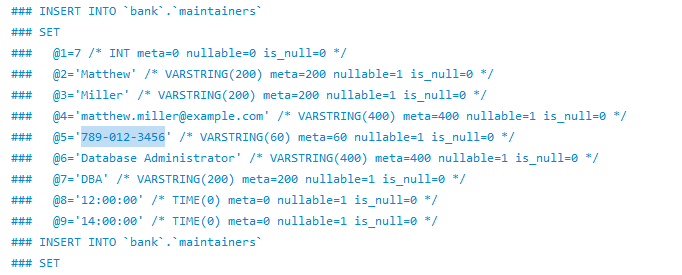 ### INSERT INTO `bank`.`maintainers`
### SET
###   @1=7 /* INT meta=0 nullable=0 is_null=0 */
###   @2='Matthew' /* VARSTRING(200) meta=200 nullable=1 is_null=0 */
###   @3='Miller' /* VARSTRING(200) meta=200 nullable=1 is_null=0 */
###   @4='matthew.miller@example.com' /* VARSTRING(400) meta=400 nullable=1 is_null=0 */
###   @5='789-012-3456' /* VARSTRING(60) meta=60 nullable=1 is_null=0 */
###   @6='Database Administrator' /* VARSTRING(400) meta=400 nullable=1 is_null=0 */
###   @7='DBA' /* VARSTRING(200) meta=200 nullable=1 is_null=0 */
###   @8='12:00:00' /* TIME(0) meta=0 nullable=1 is_null=0 */
###   @9='14:00:00' /* TIME(0) meta=0 nullable=1 is_null=0 */
### INSERT INTO `bank`.`maintainers`
### SET